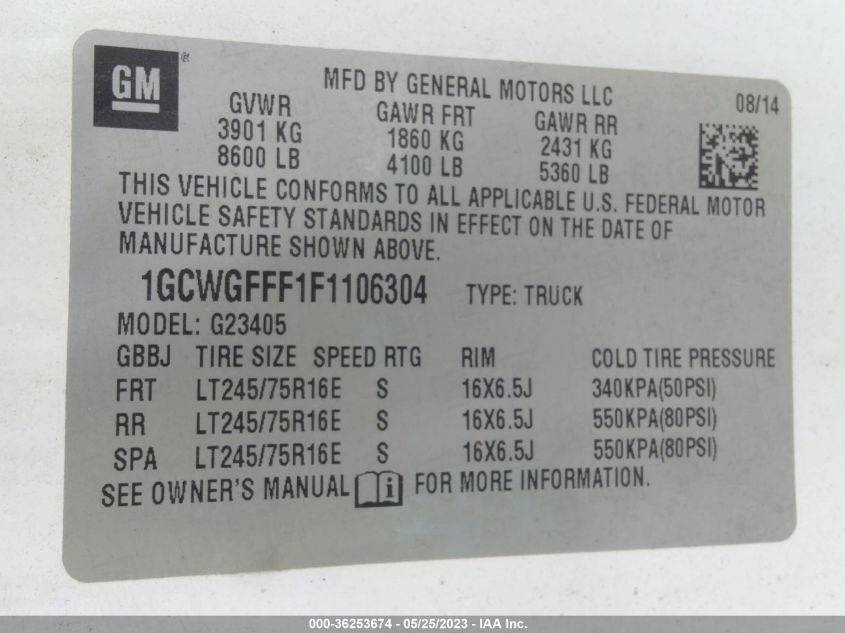 GM
MFD BY GENERAL MOTORS LLC
08/14
GVWR GAWR FRT GAWR RR
3901 KG 1860 KG 2431 KG
8600 LB 4100 LB 5360 LB
THIS VEHICLE CONFORMS TO ALL APPLICABLE U.S. FEDERAL MOTOR
VEHICLE SAFETY STANDARDS IN EFFECT ON THE DATE OF
MANUFACTURE SHOWN ABOVE.
1GCWGFFF1F1106304 TYPE: TRUCK
MODEL: G23405
GBBJ TIRE SIZE SPEED RTG RIM COLD TIRE PRESSURE
FRT LT245/75R16E S 16X6.5J 340KPA(50PSI)
RR LT245/75R16E S 16X6.5J 550KPA(80PSI)
SPA LT245/75R16E S 16X6.5J 550KPA(80PSI)
SEE OWNER'S MANUAL i FOR MORE INFORMATION.
000-36253674 - 05/25/2023 - IAA Inc.